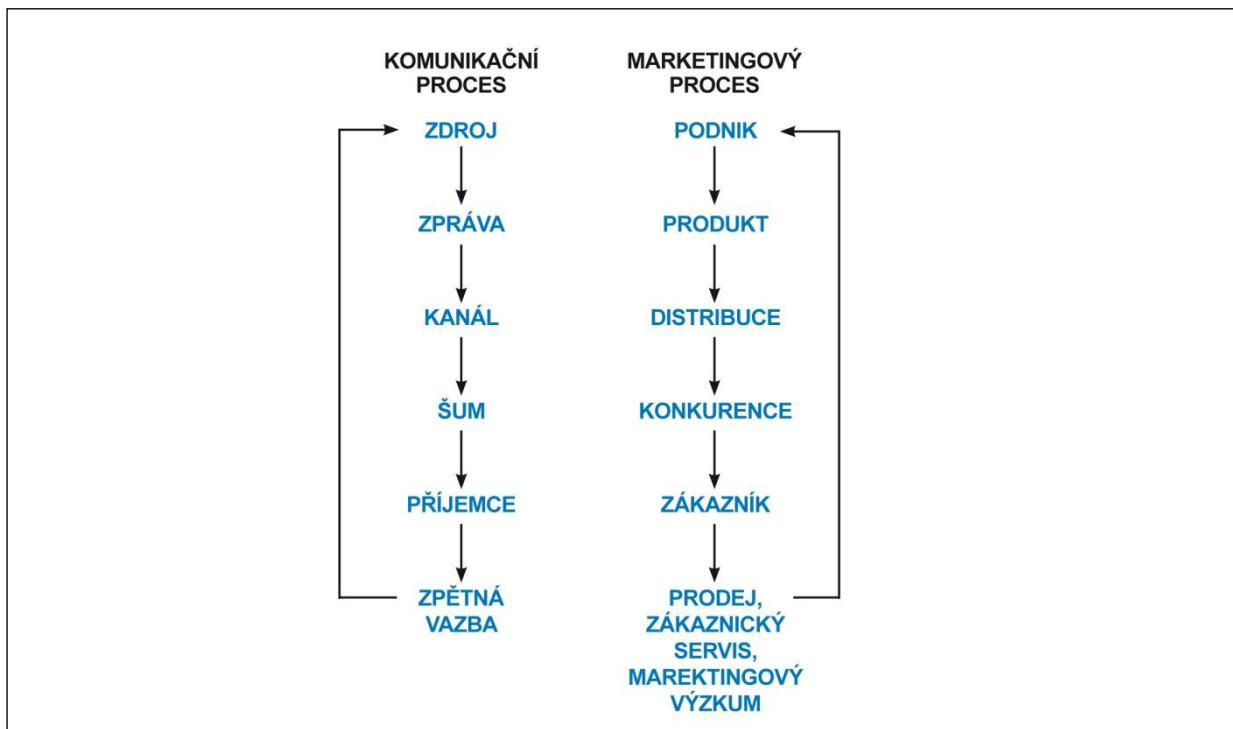 KOMUNIKAČNÍ
PROCES
ZDROJ
ZPRÁVA
KANÁL
ŠUM
PŘÍJEMCE
ZPĚTNÁ
VAZBA
MARKETINGOVÝ
PROCES
PODNIK
PRODUKT
DISTRIBUCE
KONKURENCE
ZÁKAZNÍK
PRODEJ,
ZÁKAZNICKÝ
SERVIS,
MAREKTINGOVÝ
VÝZKUM